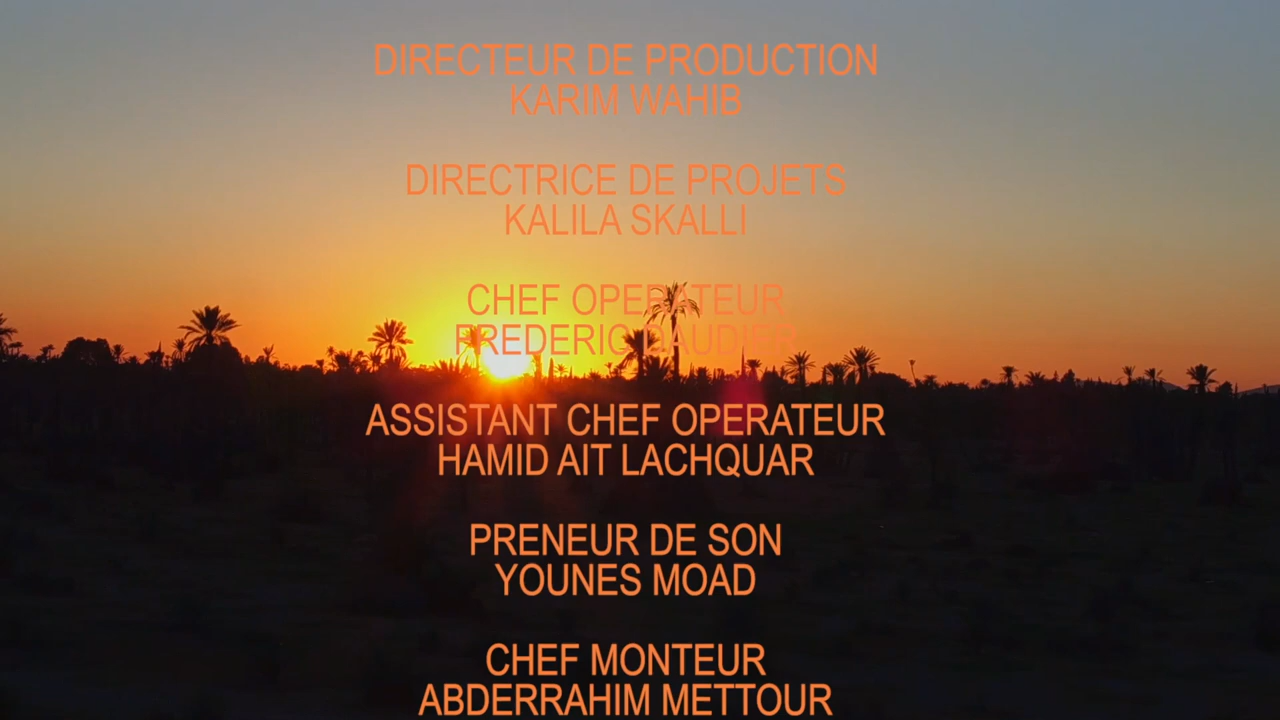 DIRECTEUR DE PRODUCTION
KARIM WAHIB
DIRECTRICE DE PROJETS
KALILA SKALLI
CHEF OPERATEUR
FREDERIC DAUDIER
ASSISTANT CHEF OPERATEUR
HAMID AIT LACHQUAR
PRENEUR DE SON
YOUNES MOAD
CHEF MONTEUR
ABDERRAHIM METTOUR